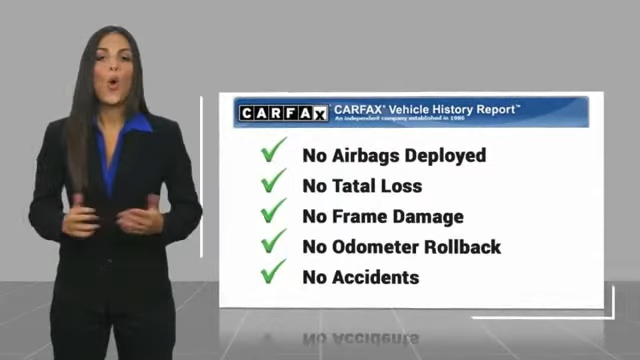 CARFAX CARFAX® Vehicle History Report™
An independent company established in 1986
No Airbags Deployed
No Tatal Loss
No Frame Damage
No Odometer Rollback
No Accidents